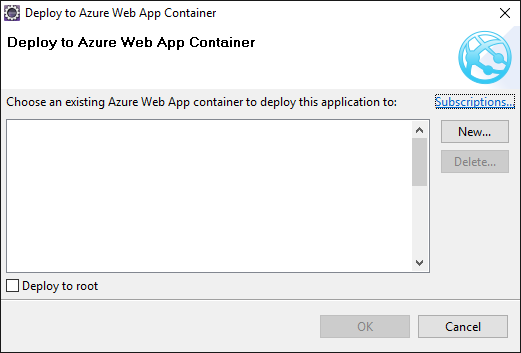 Deploy to Azure Web App Container
Deploy to Azure Web App Container
Choose an existing Azure Web App container to deploy this application to:
Subscriptions...
New...
Delete...
Deploy to root
OK
Cancel